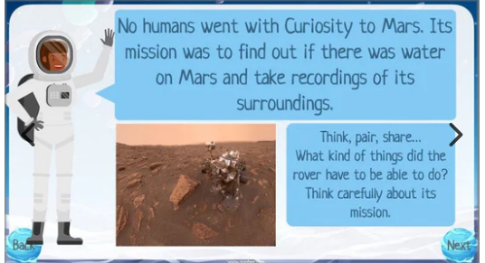 No humans went with Curiosity to Mars. Its
mission was to find out if there was water
on Mars and take recordings of its
surroundings.
Think, pair, share...
What kind of things did the
rover have to be able to do?
Think carefully about its
mission.
Back
Next